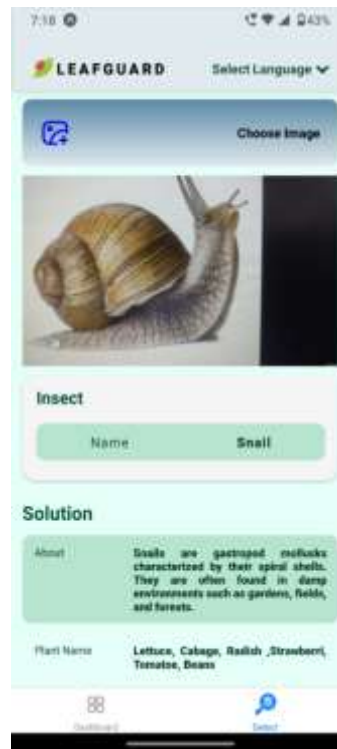 7:18
43%
LEAFGUARD
Select Language
Choose Image
Insect
Name Snail
Solution
About
Snails are gastropod mollusks
characterized by their spiral shells.
They are often found in damp
environments such as gardens, fields,
and forests.
Plant Name
Lettuce, Cabage, Radish ,Strawberri,
Tomatoe, Beans
Dashboard
Detect